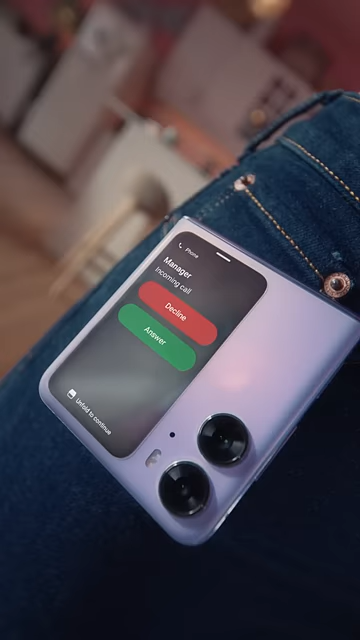 Phone
Manager
Incoming call
Decline
Answer
Unfold to continue